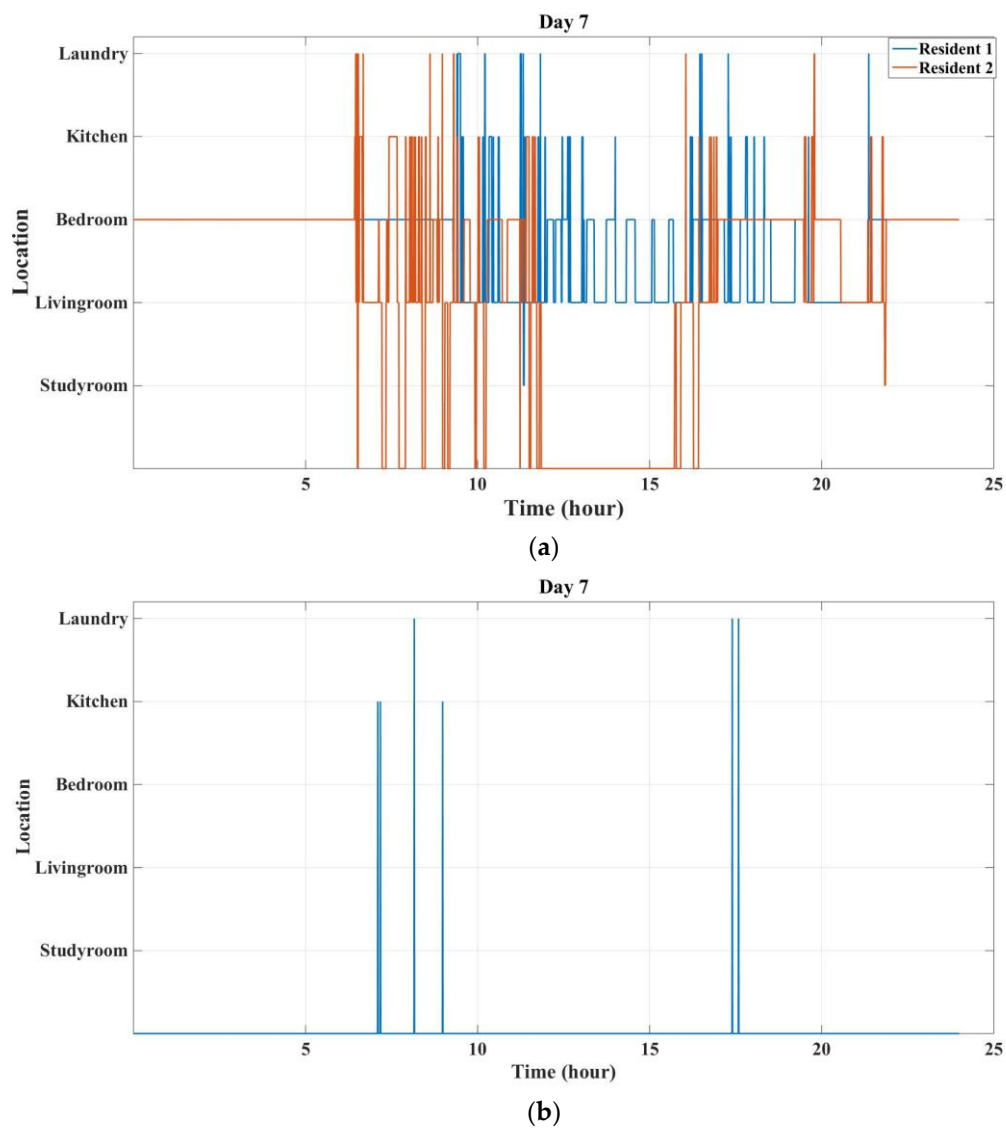 Day 7
Laundry
Kitchen
Bedroom
Livingroom
Studyroom
Location
Resident 1
Resident 2
5
10
15
20
25
Time (hour)
(a)
Day 7
Laundry
Kitchen
Bedroom
Livingroom
Studyroom
Location
5
10
15
20
25
Time (hour)
(b)